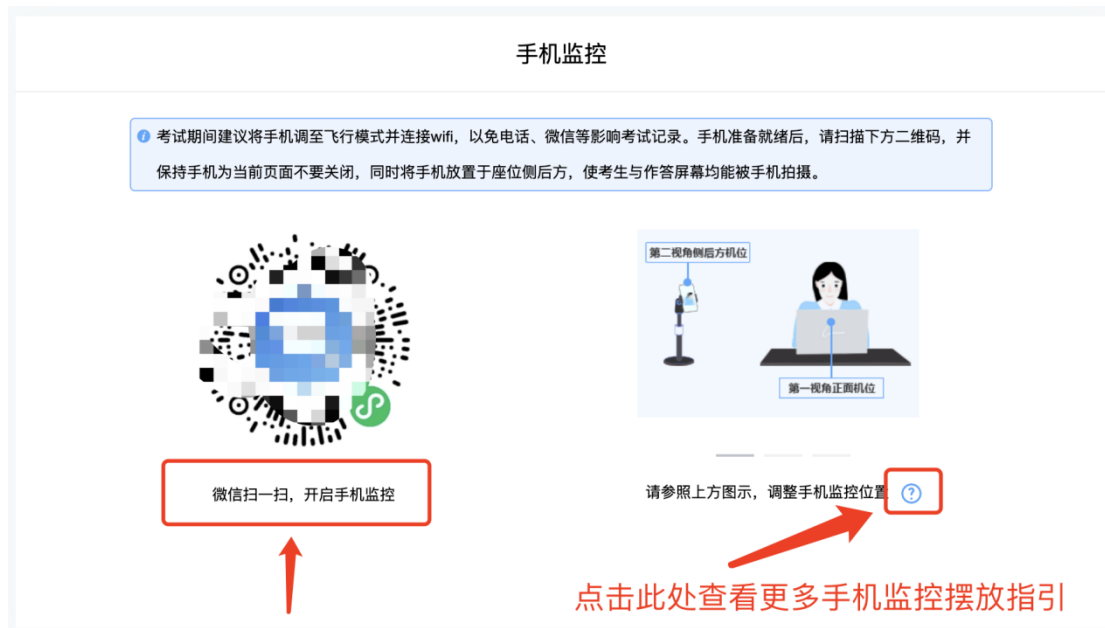 手机监控
考试期间建议将手机调至飞行模式并连接wifi，以免电话、微信等影响考试记录。手机准备就绪后，请扫描下方二维码，并
保持手机为当前页面不要关闭，同时将手机放置于座位侧后方，使考生与作答屏幕均能被手机拍摄。
第二视角侧后方机位
第一视角正面机位
微信扫一扫，开启手机监控
请参照上方图示，调整手机监控位置
点击此处查看更多手机监控摆放指引